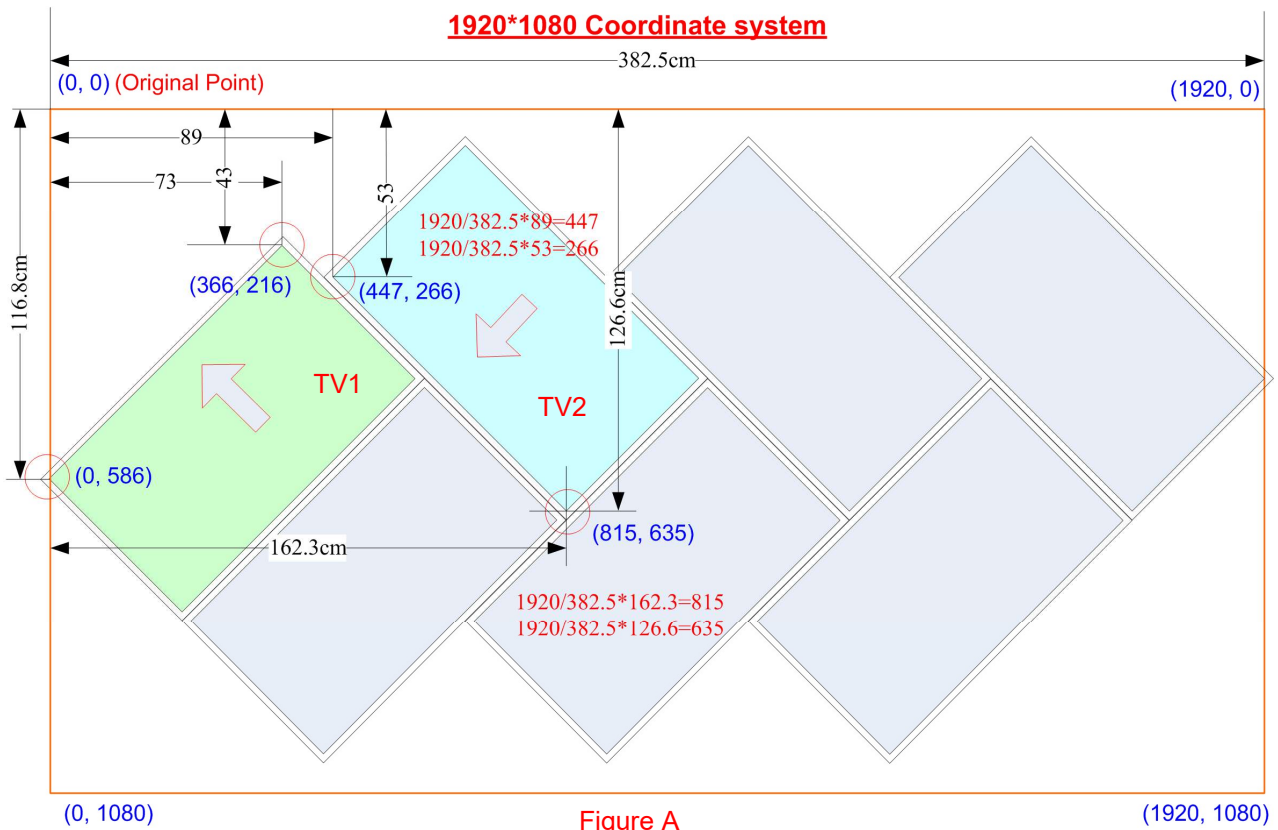 1920*1080 Coordinate system
382.5cm
(0, 0) (Original Point)
(1920, 0)
89
73
43
53
1920/382.5*89=447
1920/382.5*53=266
(366, 216)
(447, 266)
116.8cm
126.6cm
TV1
TV2
(0, 586)
(815, 635)
162.3cm
1920/382.5*162.3=815
1920/382.5*126.6=635
(0, 1080)
Figure A
(1920, 1080)